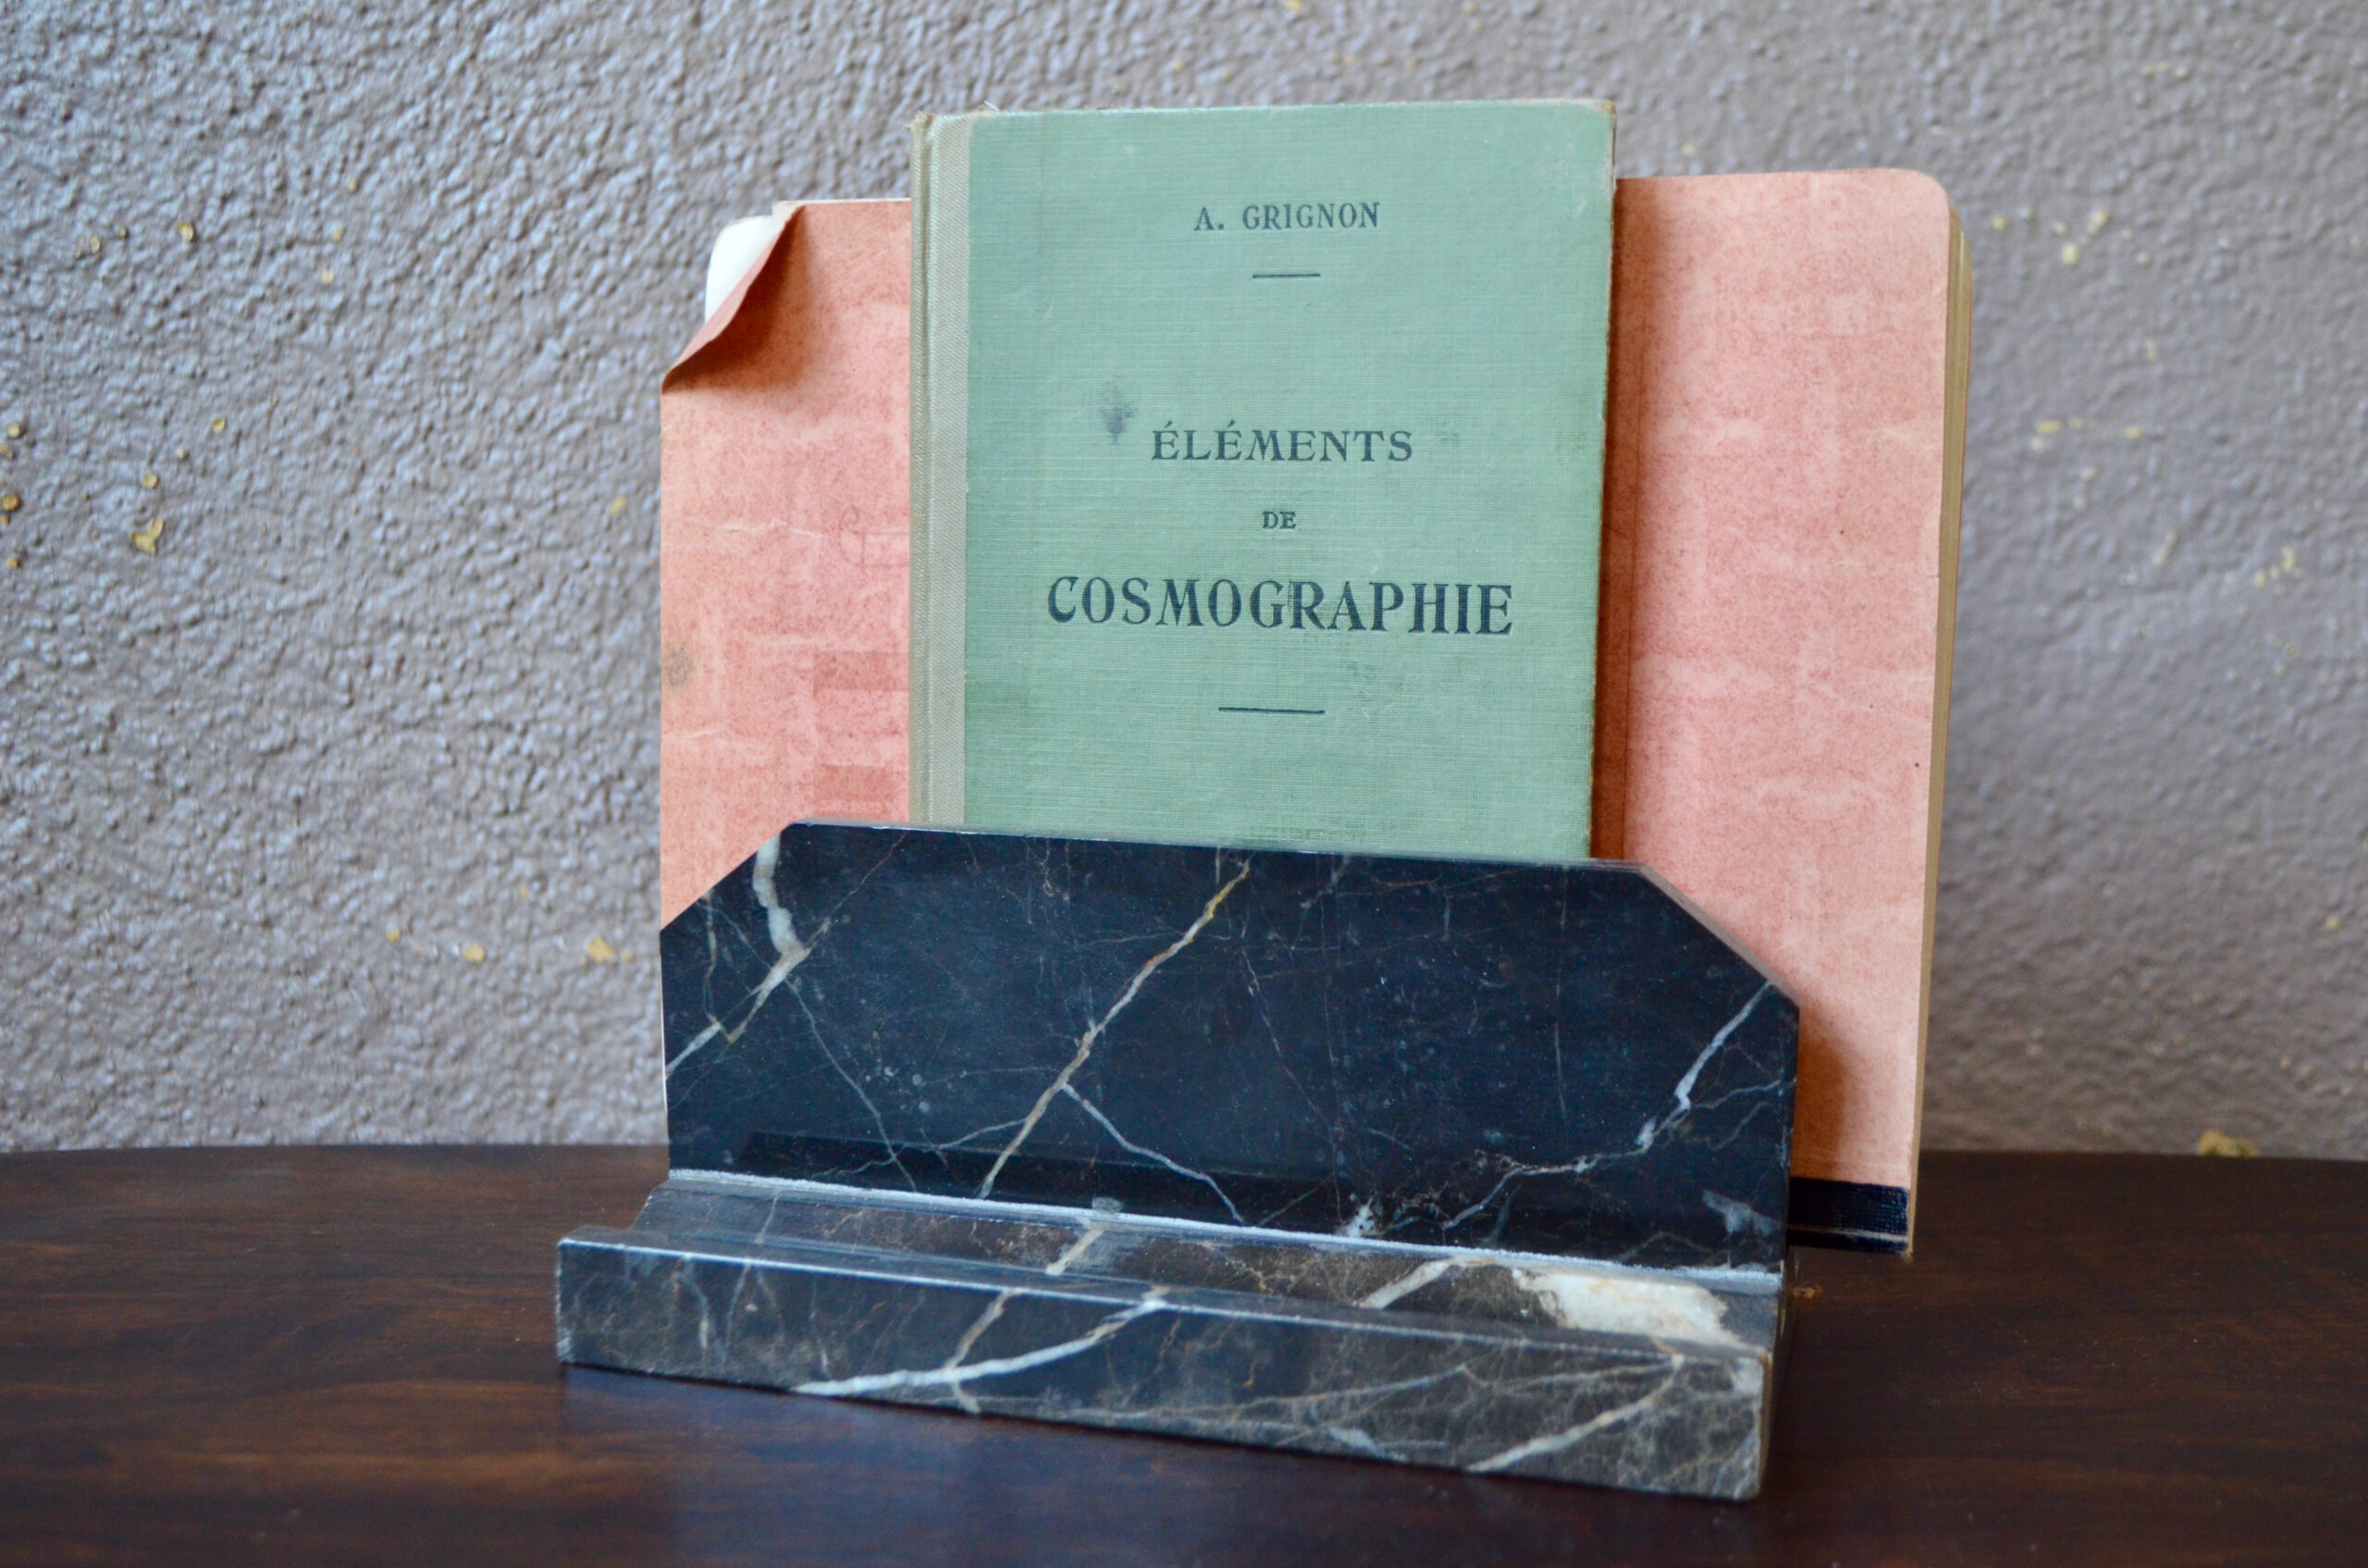 A. GRIGNON
ÉLÉMENTS
DE
COSMOGRAPHIE